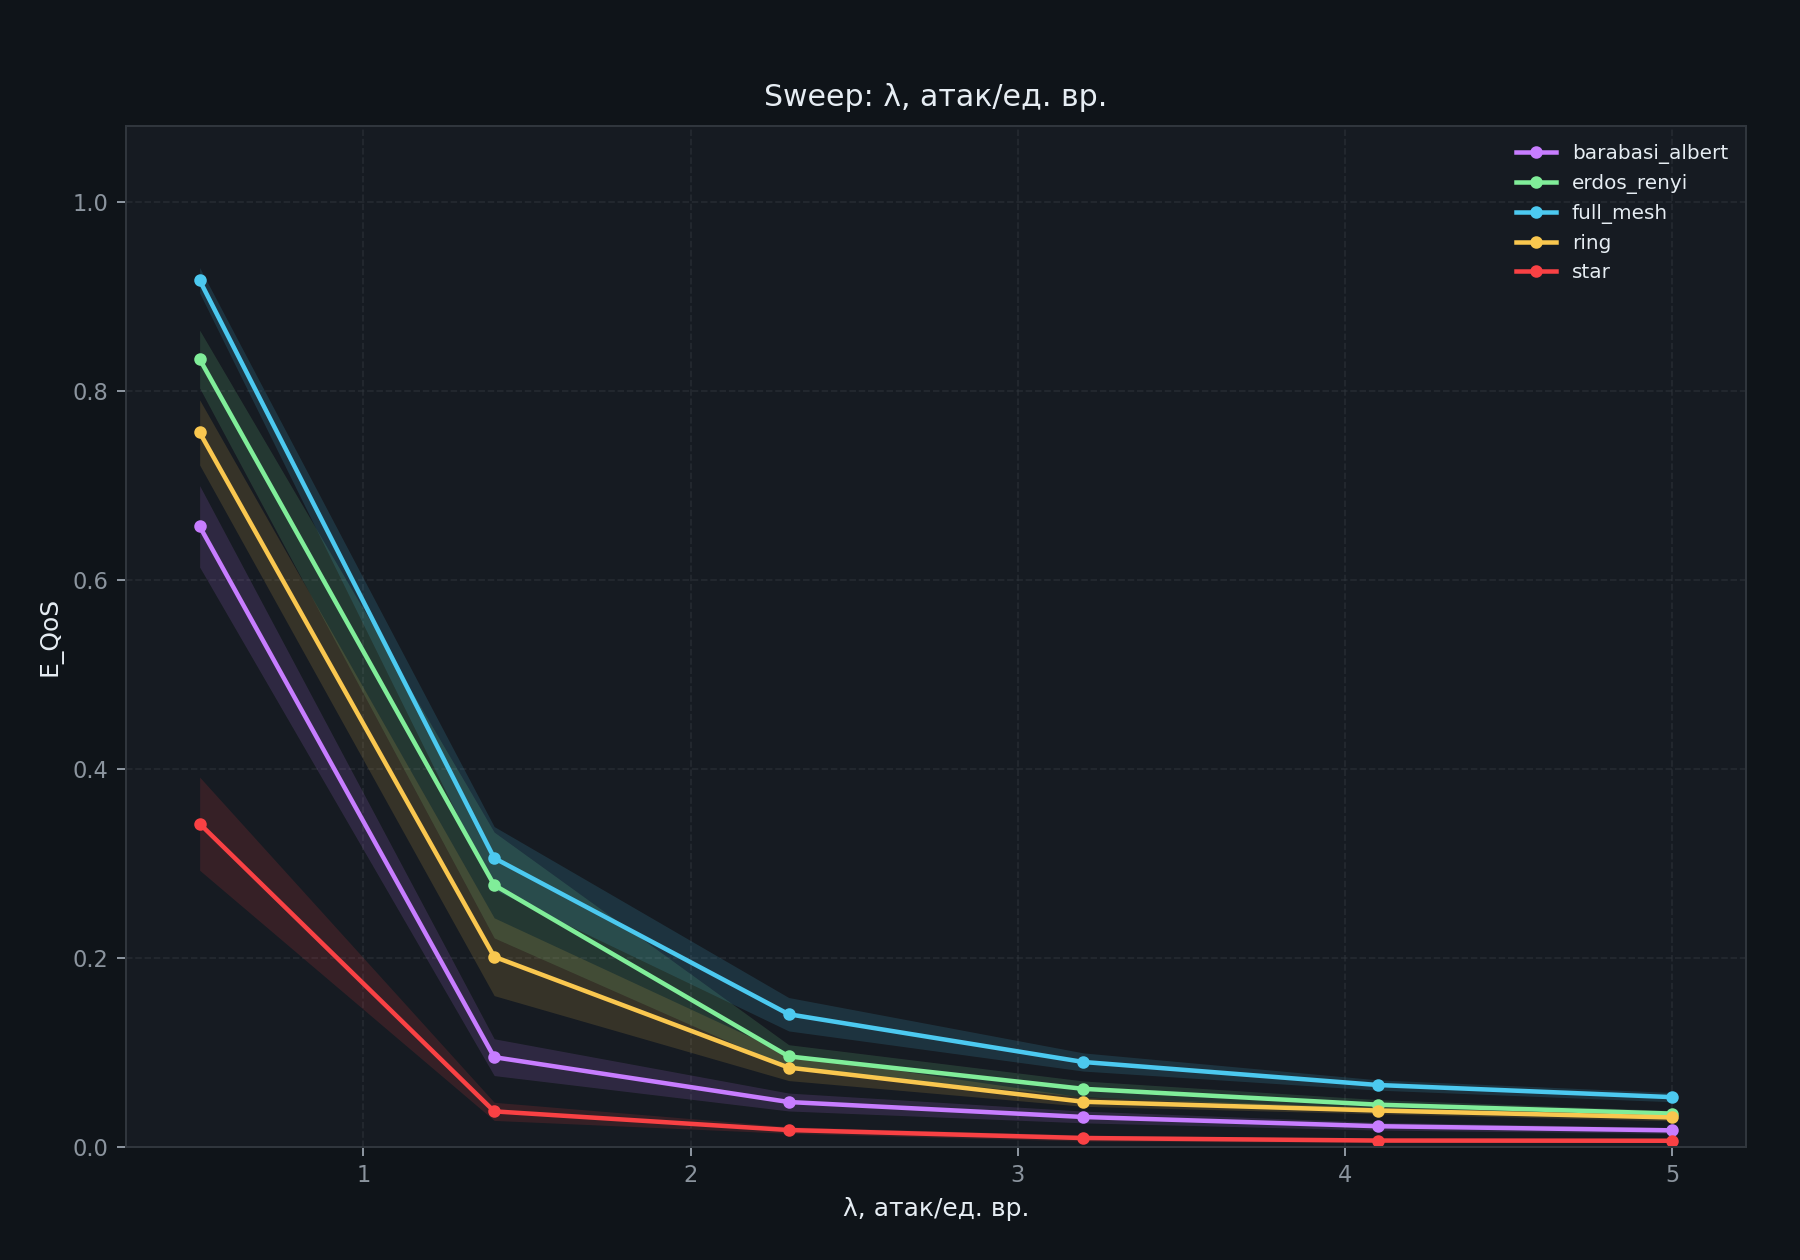 Sweep: λ, атак/ед. вр.
barabasi_albert
erdos_renyi
full_mesh
ring
star
1.0
0.8
0.6
0.4
0.2
0.0
E_QoS
1 2 3 4 5
λ, атак/ед. вр.